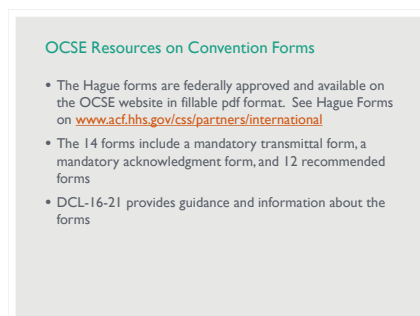 OCSE Resources on Convention Forms
• The Hague forms are federally approved and available on
the OCSE website in fillable pdf format.  See Hague Forms
on www.acf.hhs.gov/css/partners/international
• The 14 forms include a mandatory transmittal form, a
mandatory acknowledgment form, and 12 recommended
forms
• DCL-16-21 provides guidance and information about the
forms